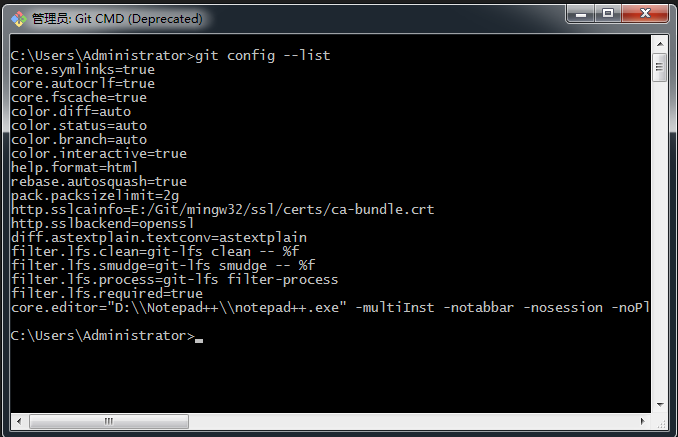 管理员: Git CMD (Deprecated)
C:\Users\Administrator>git config --list
core.symlinks=true
core.autocrlf=true
core.fscache=true
color.diff=auto
color.status=auto
color.branch=auto
color.interactive=true
help.format=html
rebase.autosquash=true
pack.packsizelimit=2g
http.sslcainfo=E:/Git/mingw32/ssl/certs/ca-bundle.crt
http.sslbackend=openssl
diff.astextplain.textconv=astextplain
filter.lfs.clean=git-lfs clean -- %f
filter.lfs.smudge=git-lfs smudge -- %f
filter.lfs.process=git-lfs filter-process
filter.lfs.required=true
core.editor="D:\\Notepad++\\notepad++.exe" -multiInst -notabbar -nosession -noPl
C:\Users\Administrator>